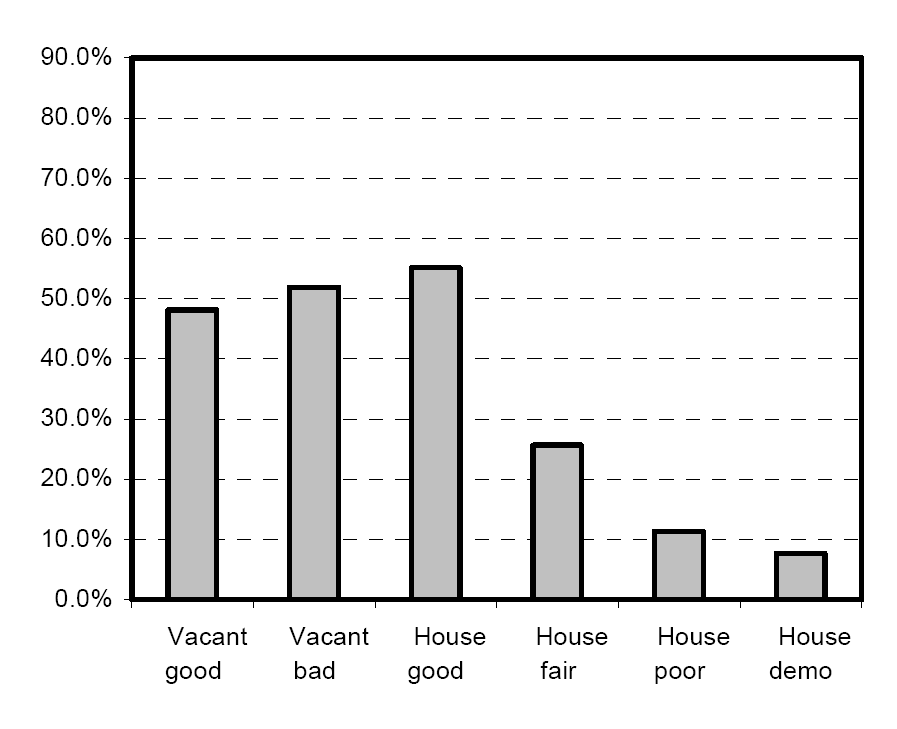 90.0%
80.0%
70.0%
60.0%
50.0%
40.0%
30.0%
20.0%
10.0%
0.0%
Vacant good
Vacant bad
House good
House fair
House poor
House demo